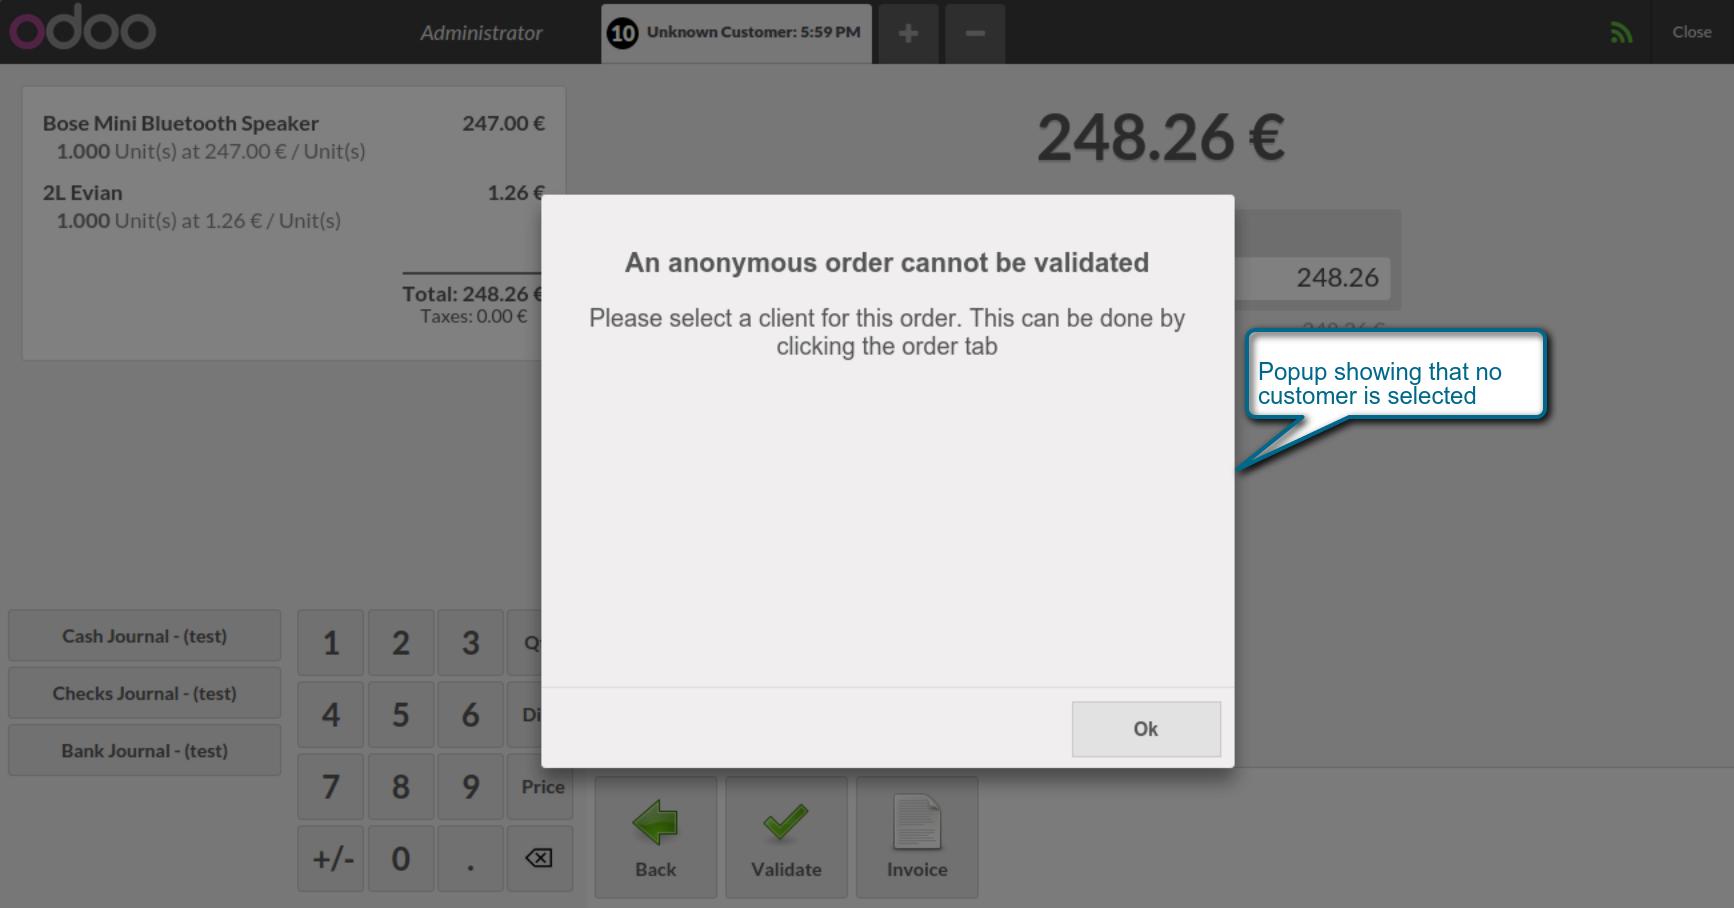 odoo
Administrator
10 Unknown Customer: 5:59 PM
+
−
Close
Bose Mini Bluetooth Speaker 247.00 €
1.000 Unit(s) at 247.00 € / Unit(s)
2L Evian 1.26 €
1.000 Unit(s) at 1.26 € / Unit(s)
Total: 248.26 €
Taxes: 0.00 €
248.26 €
248.26
An anonymous order cannot be validated
Please select a client for this order. This can be done by
clicking the order tab
Ok
Popup showing that no
customer is selected
Cash Journal - (test)
Checks Journal - (test)
Bank Journal - (test)
1 2 3
4 5 6
7 8 9 Price
+/- 0 .
Back
Validate
Invoice